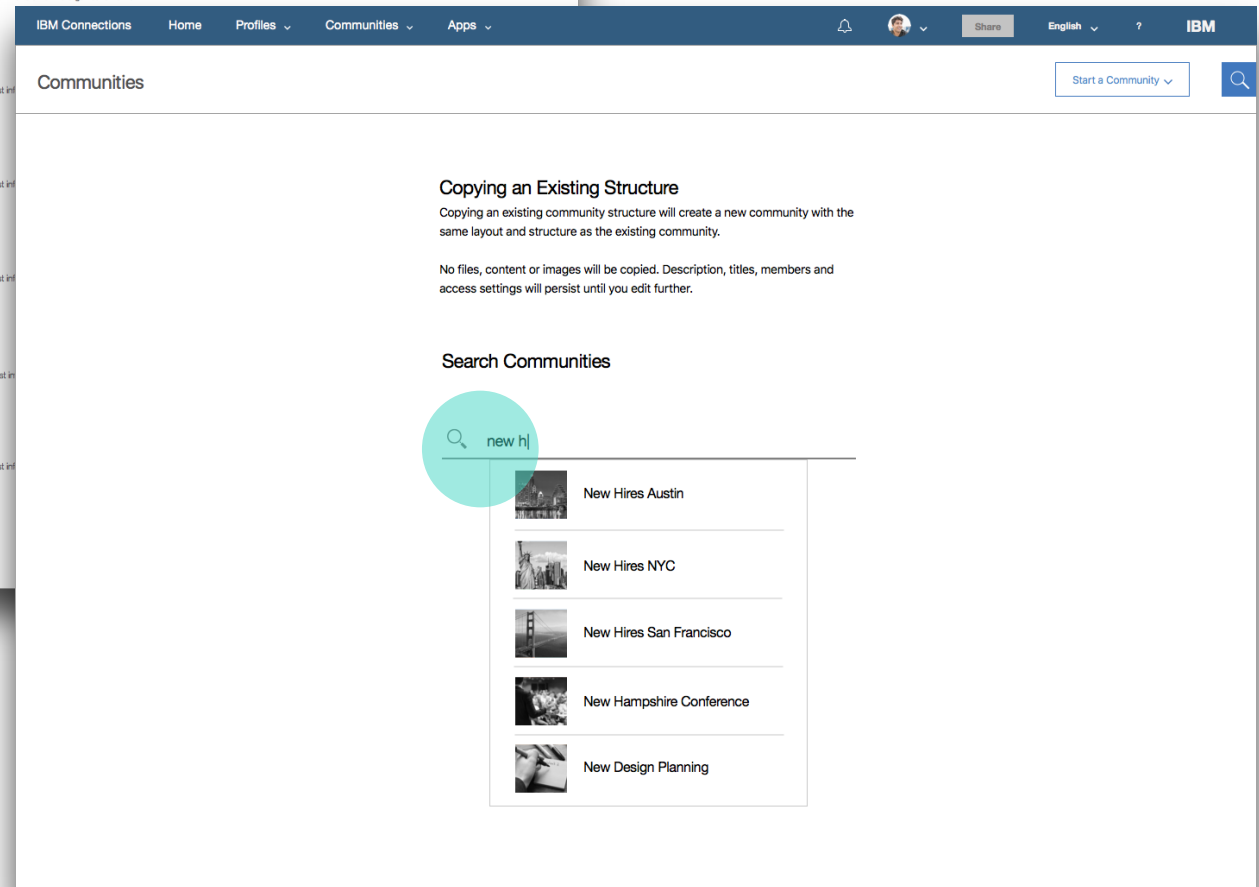 IBM Connections Home Profiles Communities Apps Share English ? IBM
Communities
Start a Community
Copying an Existing Structure
Copying an existing community structure will create a new community with the
same layout and structure as the existing community.
No files, content or images will be copied. Description, titles, members and
access settings will persist until you edit further.
Search Communities
new h
New Hires Austin
New Hires NYC
New Hires San Francisco
New Hampshire Conference
New Design Planning